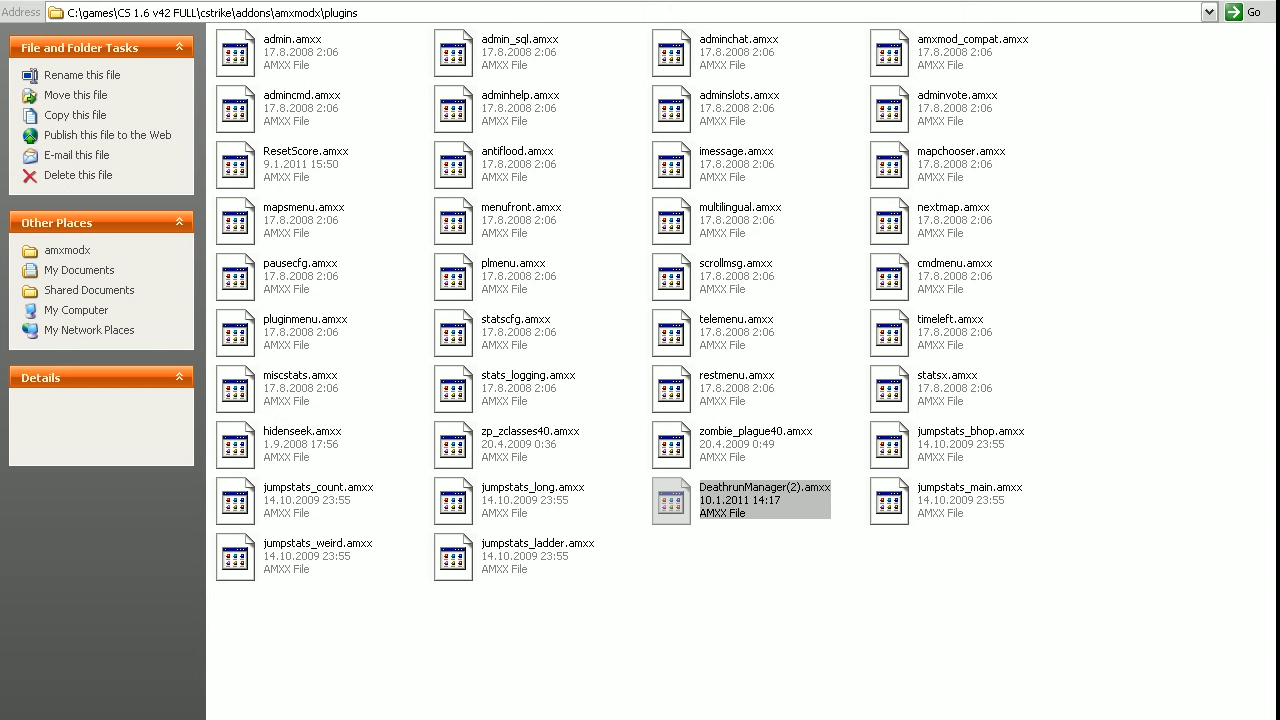 Address C:\games\CS 1.6 v42 FULL\cstrike\addons\amxmodx\plugins Go
File and Folder Tasks
Rename this file
Move this file
Copy this file
Publish this file to the Web
E-mail this file
Delete this file
Other Places
amxmodx
My Documents
Shared Documents
My Computer
My Network Places
Details
admin.amxx
17.8.2008 2:06
AMXX File
admin_sql.amxx
17.8.2008 2:06
AMXX File
adminchat.amxx
17.8.2008 2:06
AMXX File
amxmod_compat.amxx
17.8.2008 2:06
AMXX File
admincmd.amxx
17.8.2008 2:06
AMXX File
adminhelp.amxx
17.8.2008 2:06
AMXX File
adminslots.amxx
17.8.2008 2:06
AMXX File
adminvote.amxx
17.8.2008 2:06
AMXX File
ResetScore.amxx
9.1.2011 15:50
AMXX File
antiflood.amxx
17.8.2008 2:06
AMXX File
imessage.amxx
17.8.2008 2:06
AMXX File
mapchooser.amxx
17.8.2008 2:06
AMXX File
mapsmenu.amxx
17.8.2008 2:06
AMXX File
menufront.amxx
17.8.2008 2:06
AMXX File
multilingual.amxx
17.8.2008 2:06
AMXX File
nextmap.amxx
17.8.2008 2:06
AMXX File
pausecfg.amxx
17.8.2008 2:06
AMXX File
plmenu.amxx
17.8.2008 2:06
AMXX File
scrollmsg.amxx
17.8.2008 2:06
AMXX File
cmdmenu.amxx
17.8.2008 2:06
AMXX File
pluginmenu.amxx
17.8.2008 2:06
AMXX File
statscfg.amxx
17.8.2008 2:06
AMXX File
telemenu.amxx
17.8.2008 2:06
AMXX File
timeleft.amxx
17.8.2008 2:06
AMXX File
miscstats.amxx
17.8.2008 2:06
AMXX File
stats_logging.amxx
17.8.2008 2:06
AMXX File
restmenu.amxx
17.8.2008 2:06
AMXX File
statsx.amxx
17.8.2008 2:06
AMXX File
hidenseek.amxx
1.9.2008 17:56
AMXX File
zp_zclasses40.amxx
20.4.2009 0:36
AMXX File
zombie_plague40.amxx
20.4.2009 0:49
AMXX File
jumpstats_bhop.amxx
14.10.2009 23:55
AMXX File
jumpstats_count.amxx
14.10.2009 23:55
AMXX File
jumpstats_long.amxx
14.10.2009 23:55
AMXX File
DeathrunManager(2).amxx
10.1.2011 14:17
AMXX File
jumpstats_main.amxx
14.10.2009 23:55
AMXX File
jumpstats_weird.amxx
14.10.2009 23:55
AMXX File
jumpstats_ladder.amxx
14.10.2009 23:55
AMXX File